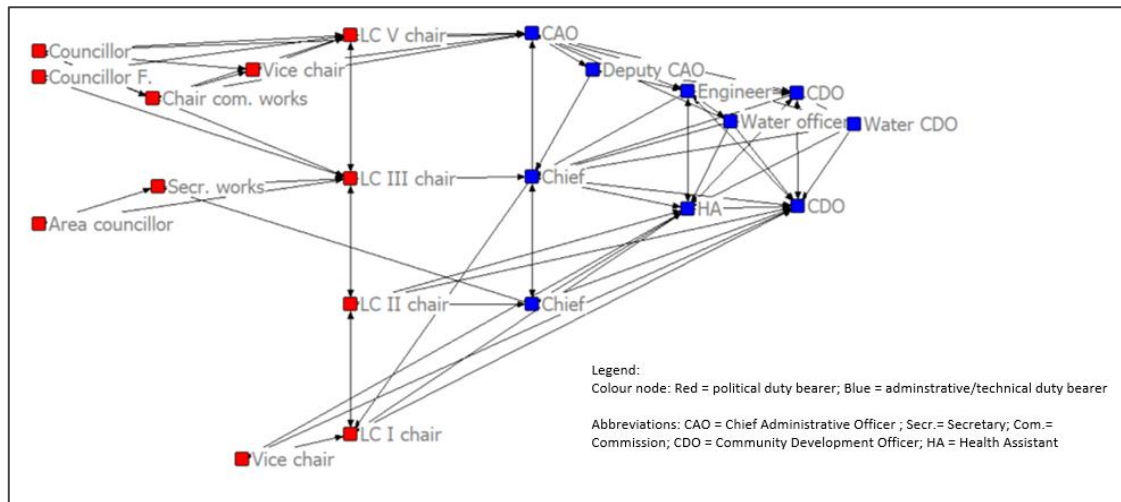 LC V chair
CAO
Councillor
Vice chair
Deputy CAO
Councillor F.
Engineer
CDO
Chair com. works
Water officer
Water CDO
LC III chair
Chief
Secr. works
HA
CDO
Area councillor
LC II chair
Chief
Legend:
Colour node: Red = political duty bearer; Blue = adminstrative/technical duty bearer
Abbreviations: CAO = Chief Administrative Officer ; Secr.= Secretary; Com.=
Commission; CDO = Community Development Officer; HA = Health Assistant
LC I chair
Vice chair